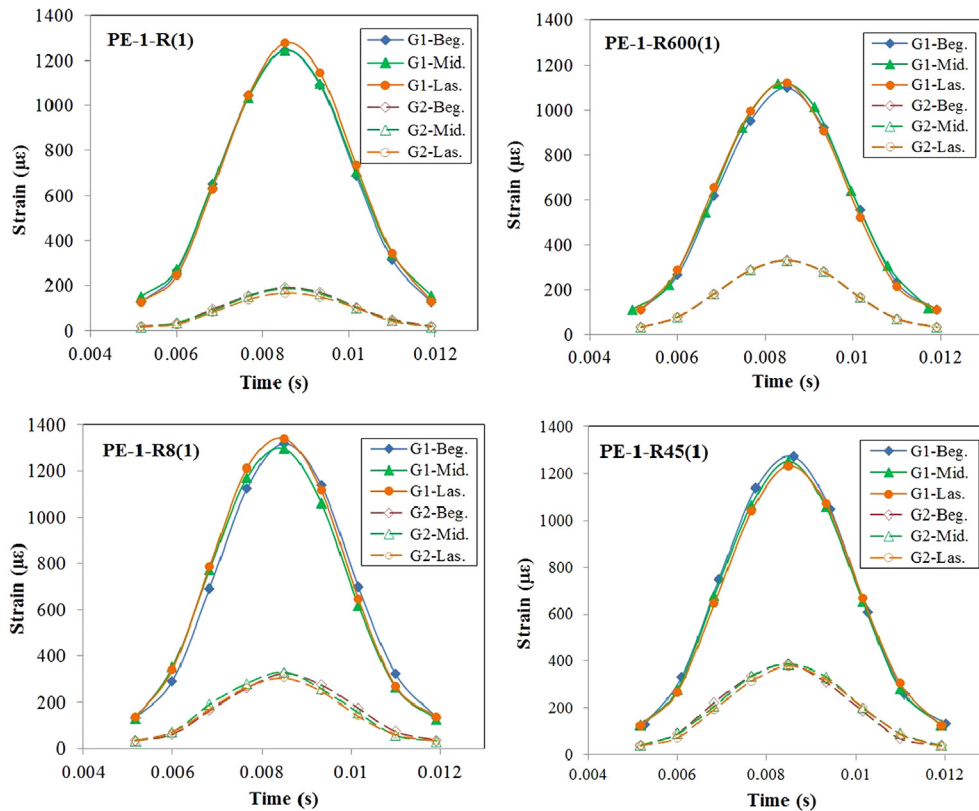 PE-1-R(1)
1400
1200
1000
800
600
400
200
0
Strain (με)
0.004
0.006
0.008
0.01
0.012
Time (s)
G1-Beg.
G1-Mid.
G1-Las.
G2-Beg.
G2-Mid.
G2-Las.
PE-1-R600(1)
1400
1200
1000
800
600
400
200
0
Strain (με)
0.004
0.006
0.008
0.01
0.012
Time (s)
G1-Beg.
G1-Mid.
G1-Las.
G2-Beg.
G2-Mid.
G2-Las.
PE-1-R8(1)
1400
1200
1000
800
600
400
200
0
Strain (με)
0.004
0.006
0.008
0.01
0.012
Time (s)
G1-Beg.
G1-Mid.
G1-Las.
G2-Beg.
G2-Mid.
G2-Las.
PE-1-R45(1)
1400
1200
1000
800
600
400
200
0
Strain (με)
0.004
0.006
0.008
0.01
0.012
Time (s)
G1-Beg.
G1-Mid.
G1-Las.
G2-Beg.
G2-Mid.
G2-Las.